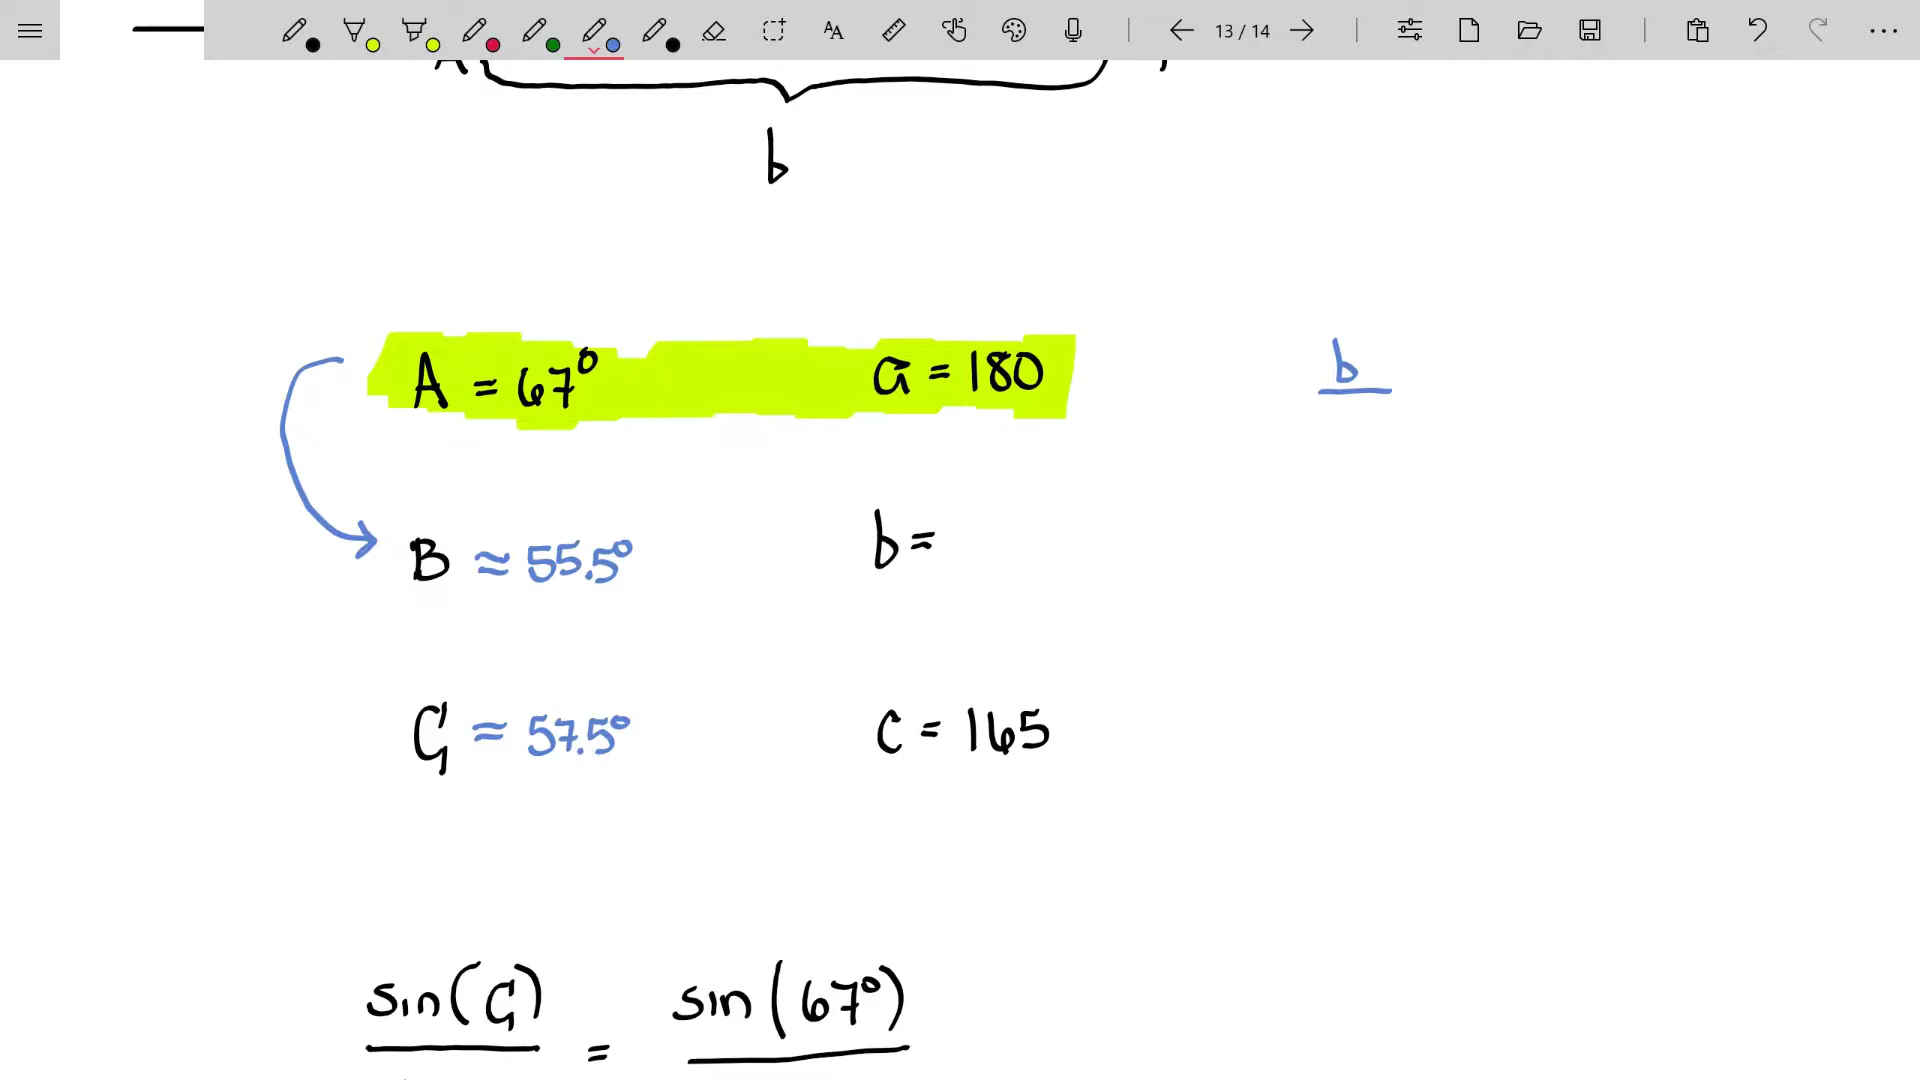 13 / 14
b
A = 67° a = 180
b
B ≈ 55.5° b =
C ≈ 57.5° c = 165
sin(C) = sin(67°)